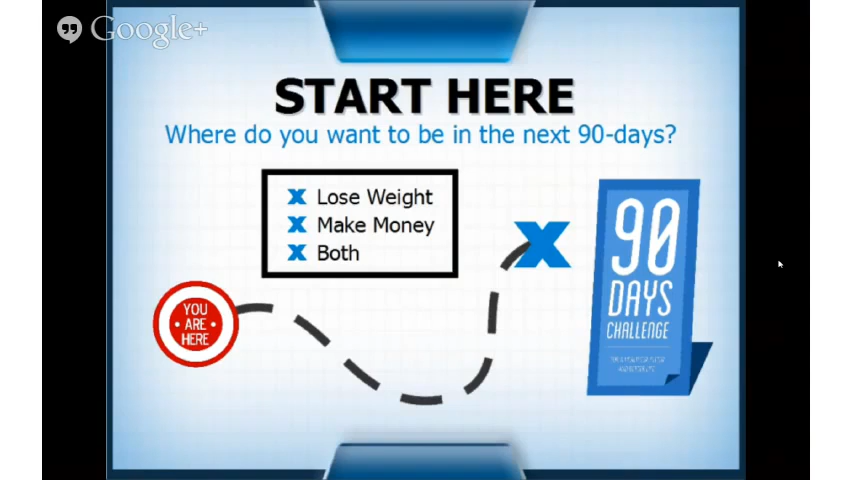 Google+
START HERE
Where do you want to be in the next 90-days?
X Lose Weight
X Make Money
X Both
X
YOU
ARE
HERE
90
DAYS
CHALLENGE